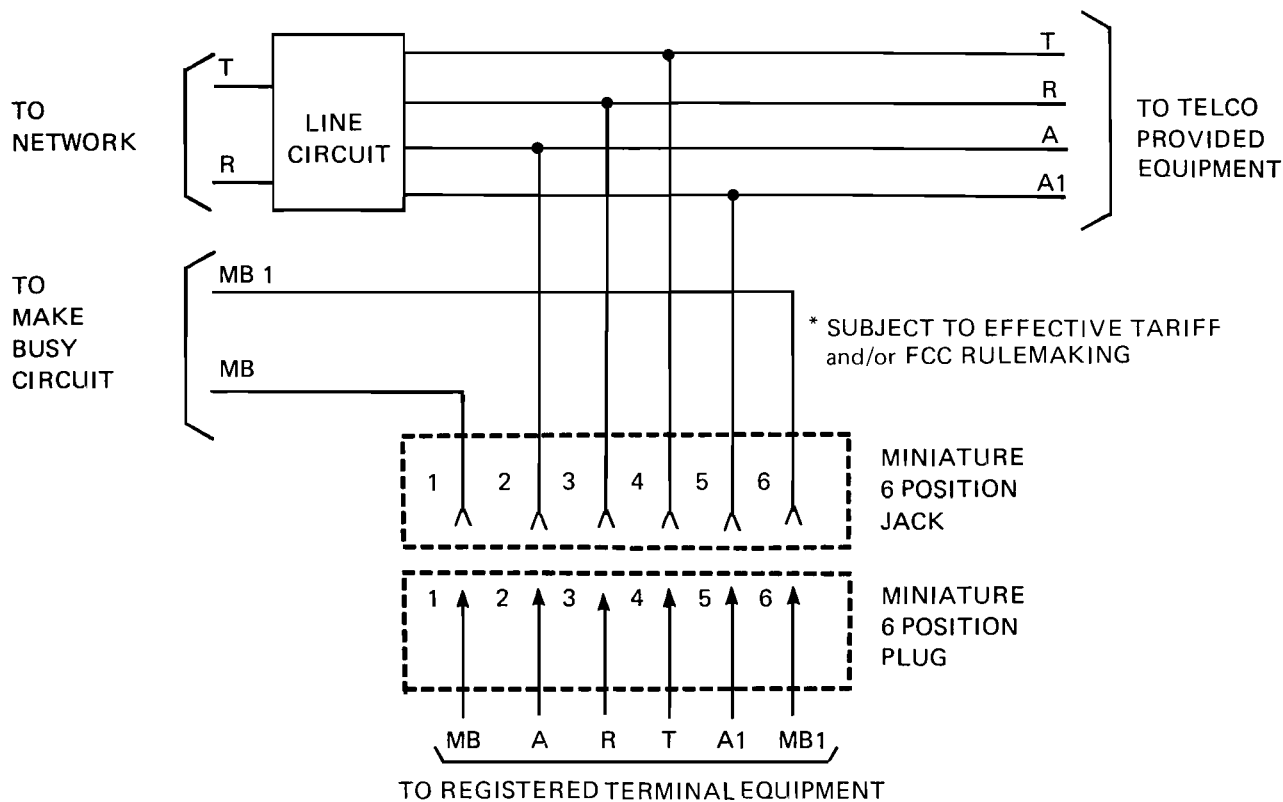 TO
NETWORK
T
R
LINE
CIRCUIT
T
R
A
A1
TO TELCO
PROVIDED
EQUIPMENT
TO
MAKE
BUSY
CIRCUIT
MB 1
MB
* SUBJECT TO EFFECTIVE TARIFF
and/or FCC RULEMAKING
1 2 3 4 5 6
MINIATURE
6 POSITION
JACK
1 2 3 4 5 6
MINIATURE
6 POSITION
PLUG
MB A R T A1 MB1
TO REGISTERED TERMINAL EQUIPMENT